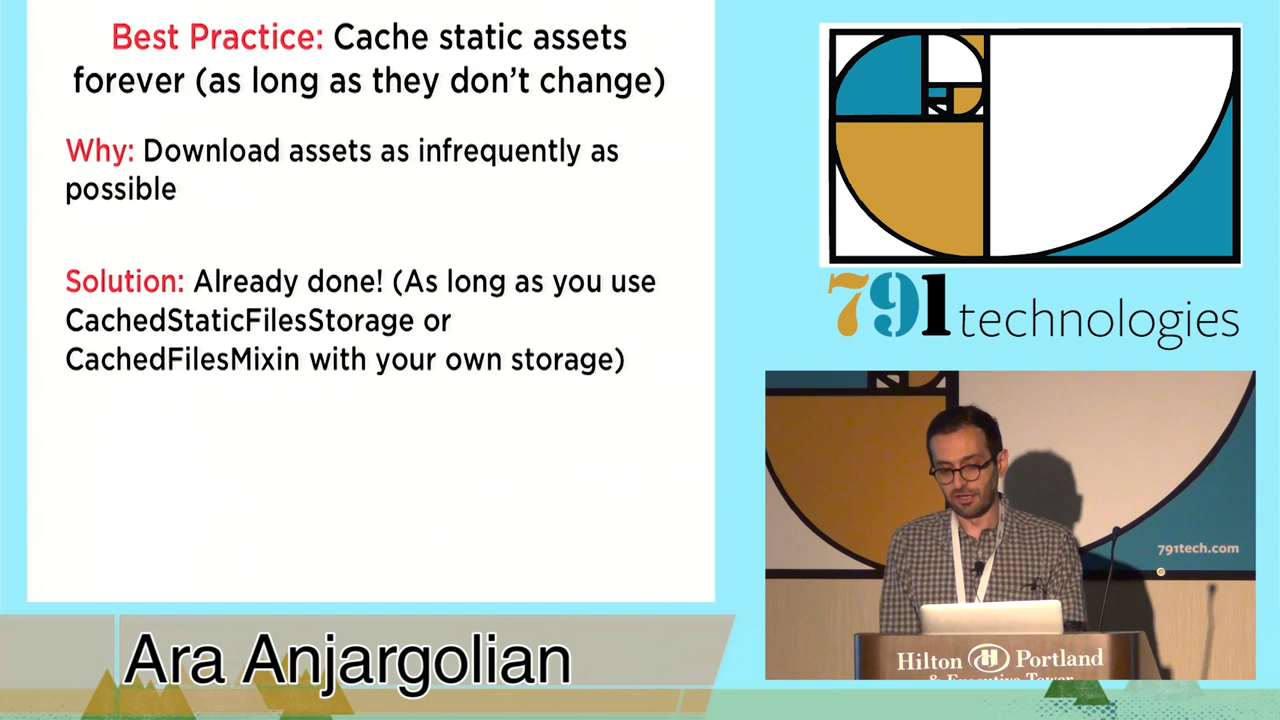 Best Practice: Cache static assets
forever (as long as they don't change)
Why: Download assets as infrequently as
possible
Solution: Already done! (As long as you use
CachedStaticFilesStorage or
CachedFilesMixin with your own storage)
791 technologies
791tech.com
Hilton H Portland
& Executive Tower
Ara Anjargolian